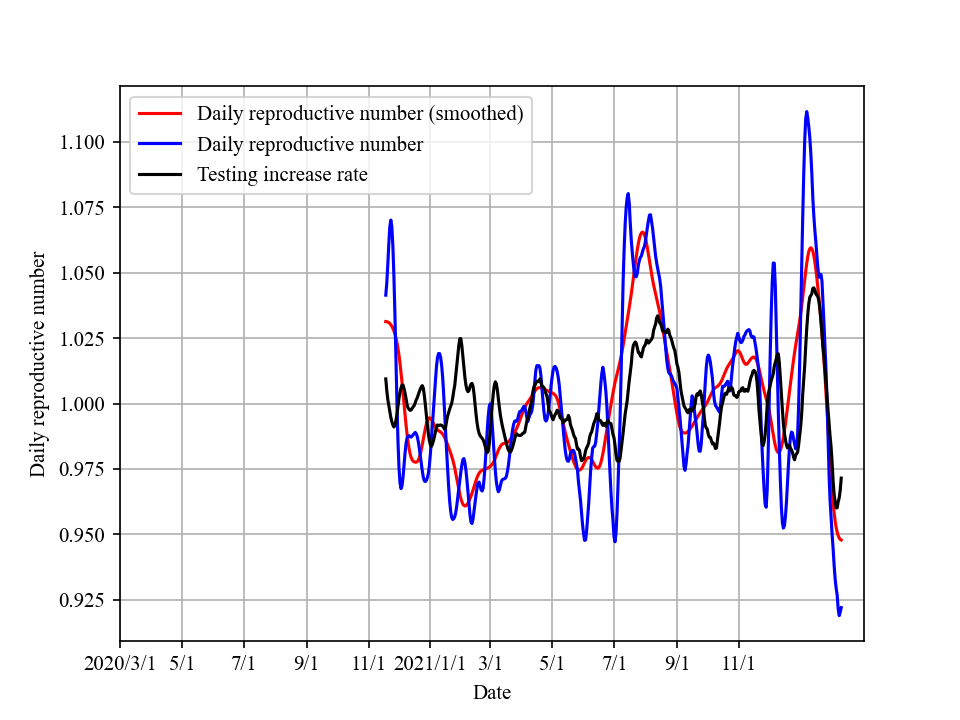 Daily reproductive number (smoothed)
Daily reproductive number
Testing increase rate
Daily reproductive number
1.100
1.075
1.050
1.025
1.000
0.975
0.950
0.925
2020/3/1 5/1 7/1 9/1 11/1 2021/1/1 3/1 5/1 7/1 9/1 11/1
Date